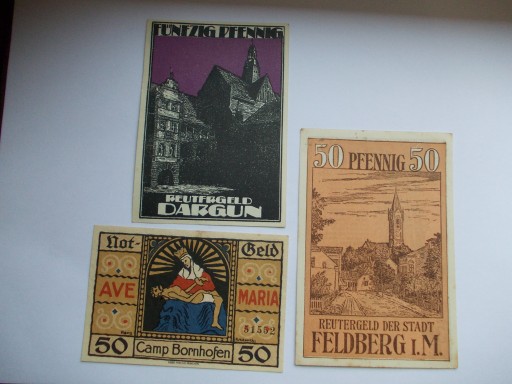 FÜNFZIG PFENNIG
REUTERGELD
DARGUN
50 PFENNIG 50
REUTERGELD DER STADT
FELDBERG I. M.
Not-Geld
AVE MARIA
31552
50 Camp Bornhofen 50